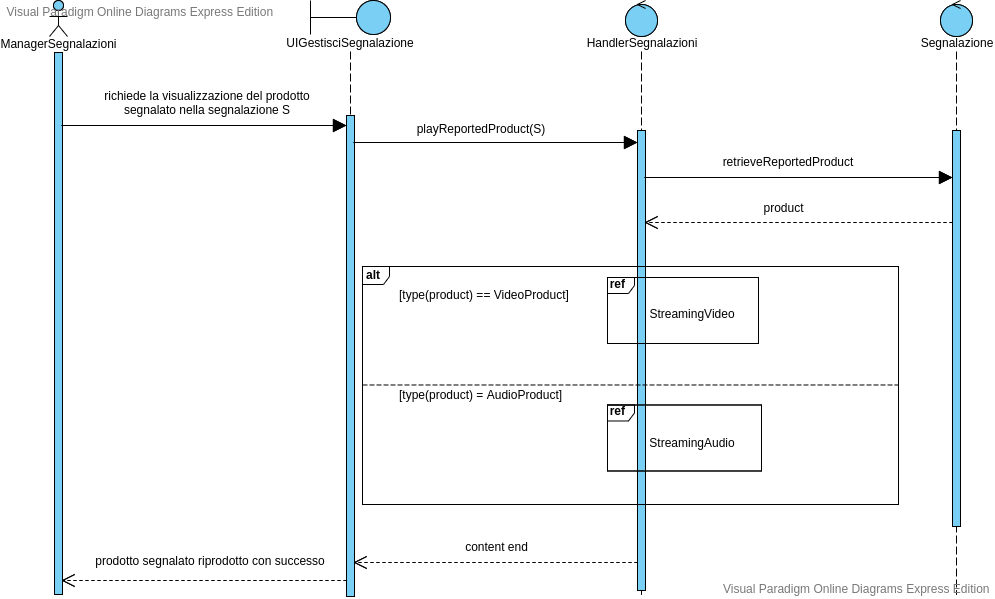 Visual Paradigm Online Diagrams Express Edition
ManagerSegnalazioni
UIGestisciSegnalazione
HandlerSegnalazioni
Segnalazione
richiede la visualizzazione del prodotto
segnalato nella segnalazione S
playReportedProduct(S)
retrieveReportedProduct
product
alt
[type(product) == VideoProduct]
ref
StreamingVideo
[type(product) = AudioProduct]
ref
StreamingAudio
content end
prodotto segnalato riprodotto con successo
Visual Paradigm Online Diagrams Express Edition